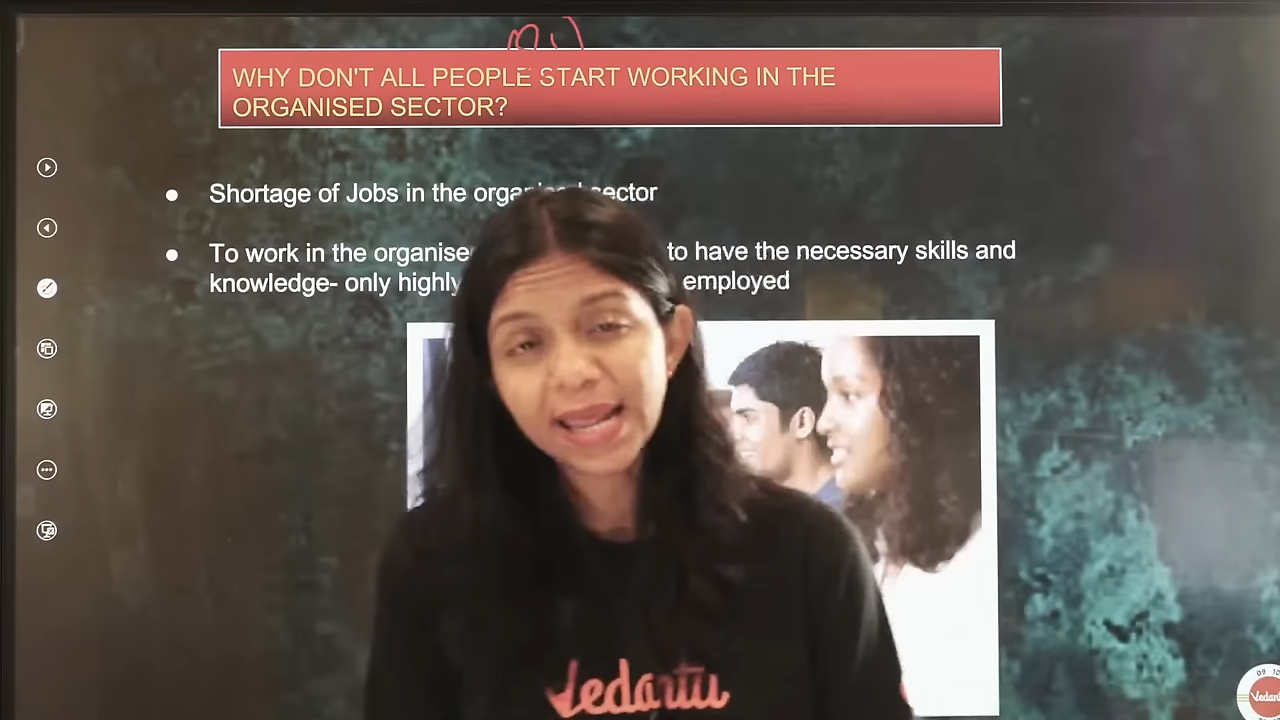 WHY DON'T ALL PEOPLE START WORKING IN THE
ORGANISED SECTOR?
● Shortage of Jobs in the sector
● To work in the to have the necessary skills and
knowledge- only highly employed
Vedantu